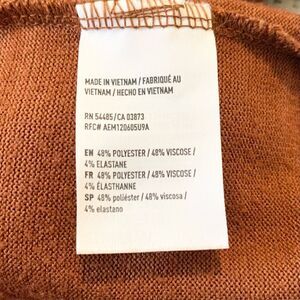 MADE IN VIETNAM / FABRIQUÉ AU
VIETNAM / HECHO EN VIETNAM
RN 54485/CA 03873
RFC# AEM120605U9A
EN 48% POLYESTER / 48% VISCOSE /
4% ELASTANE
FR 48% POLYESTER / 48% VISCOSE /
4% ÉLASTHANNE
SP 48% poliéster / 48% viscosa /
4% elastano